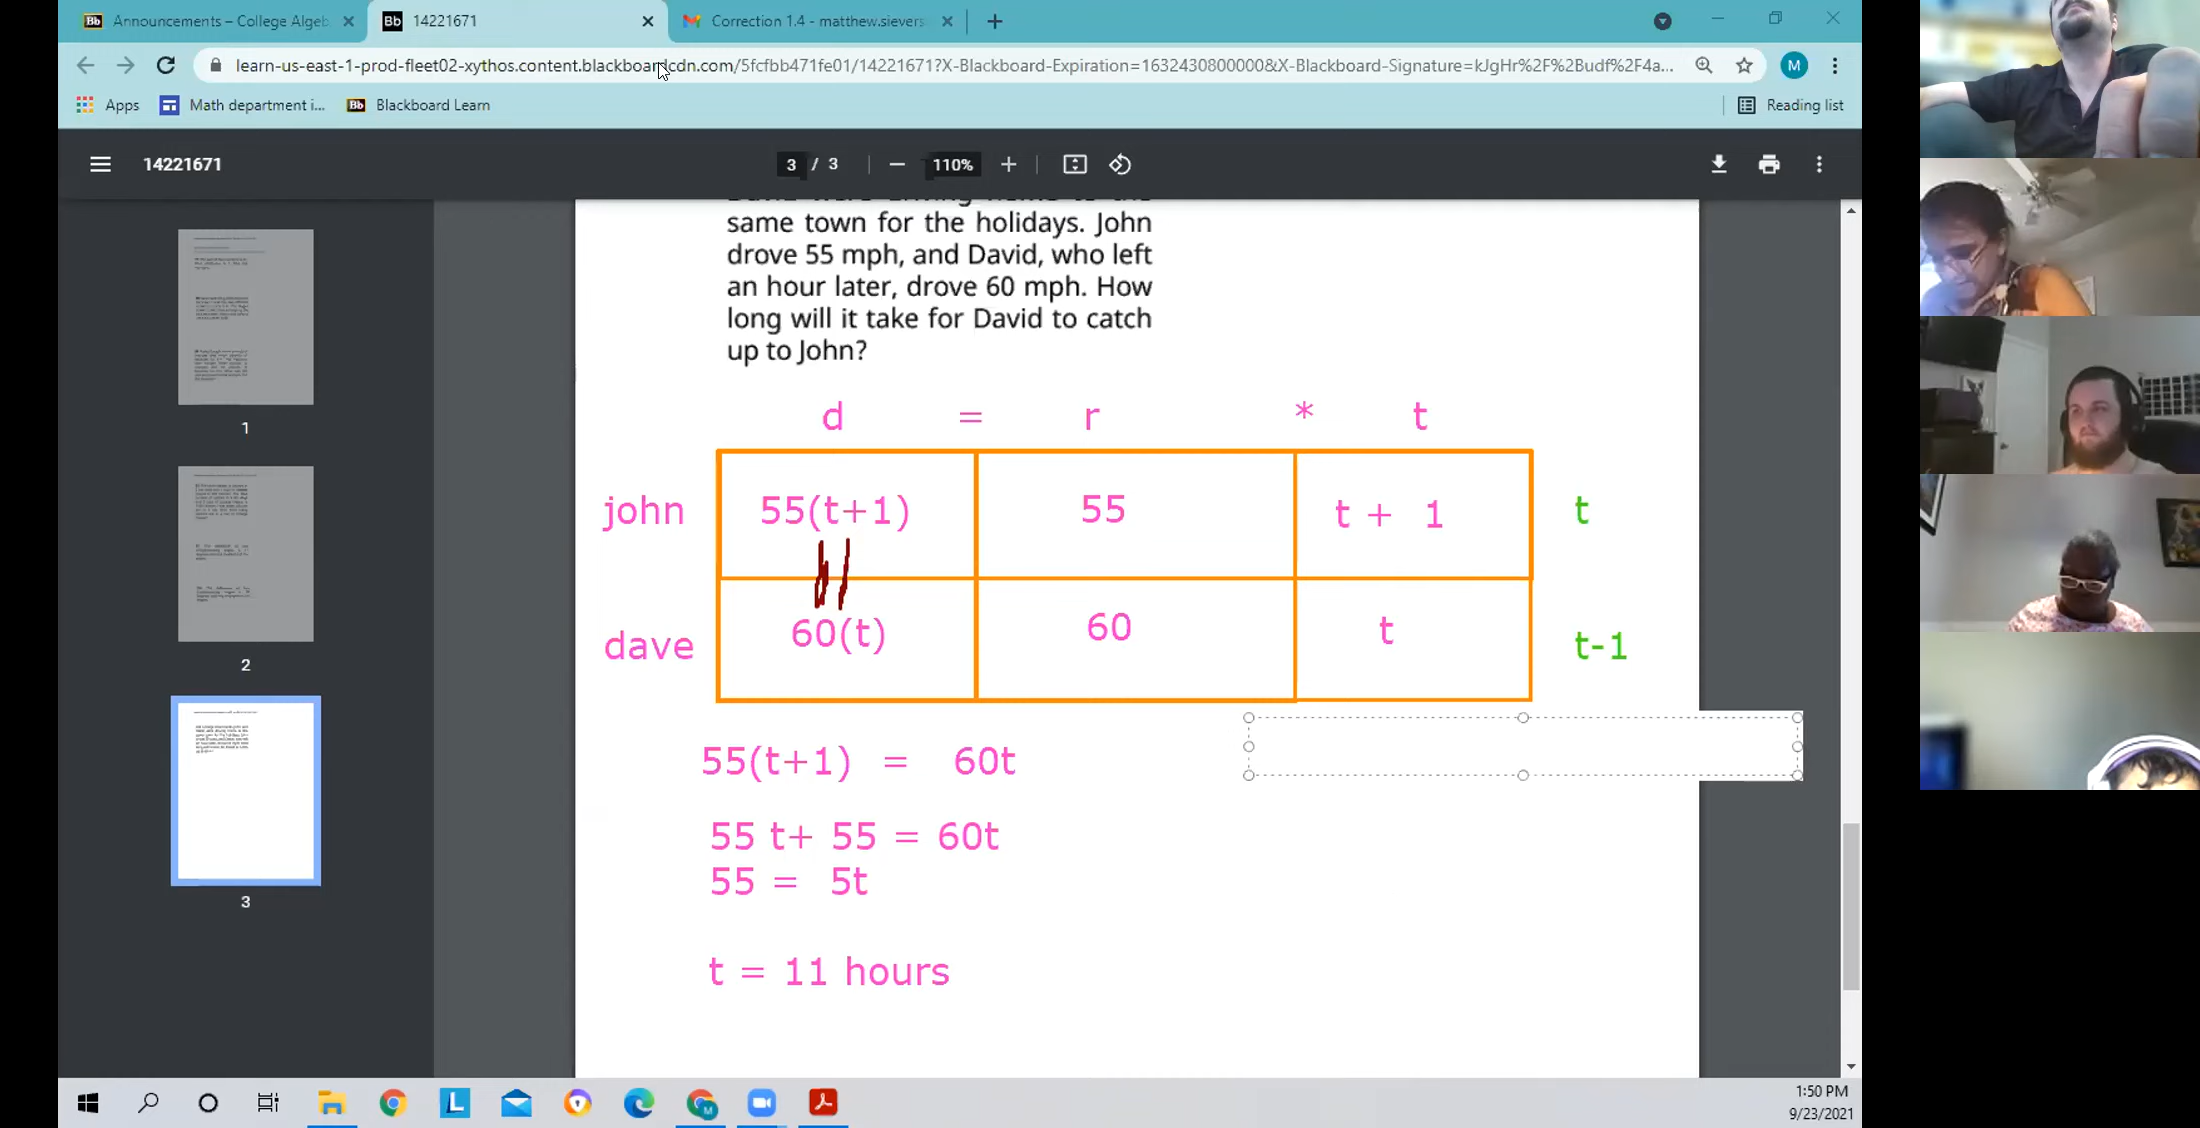 Announcements – College Algeb
14221671
Correction 1.4 - matthew.sievers
learn-us-east-1-prod-fleet02-xythos.content.blackboardcdn.com/5fcfbb471fe01/14221671?X-Blackboard-Expiration=1632430800000&X-Blackboard-Signature=kJgHr%2F%2Budf%2F4a...
M
Apps
Math department i...
Blackboard Learn
Reading list
14221671
3 / 3
110%
same town for the holidays. John
drove 55 mph, and David, who left
an hour later, drove 60 mph. How
long will it take for David to catch
up to John?
d = r * t
john 55(t+1) 55 t + 1 t
dave 60(t) 60 t t-1
55(t+1) = 60t
55 t+ 55 = 60t
55 = 5t
t = 11 hours
1
2
3
1:50 PM
9/23/2021